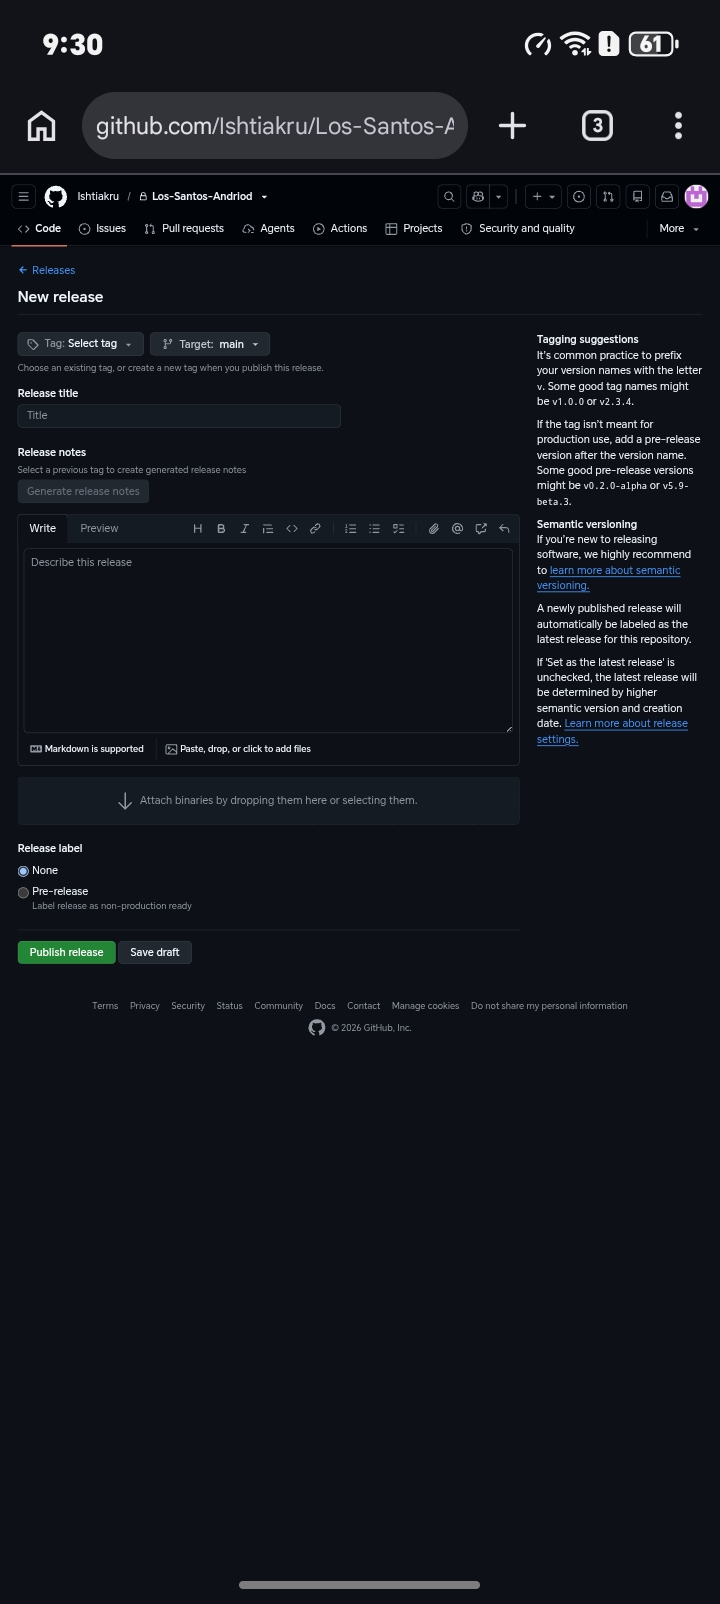 9:30
61
github.com/Ishtiakru/Los-Santos-A
3
Ishtiakru / Los-Santos-Andriod
Code Issues Pull requests Agents Actions Projects Security and quality More
Releases
New release
Tag: Select tag Target: main
Choose an existing tag, or create a new tag when you publish this release.
Release title
Title
Release notes
Select a previous tag to create generated release notes
Generate release notes
Write Preview
Describe this release
Markdown is supported Paste, drop, or click to add files
Attach binaries by dropping them here or selecting them.
Release label
None
Pre-release
Label release as non-production ready
Publish release Save draft
Tagging suggestions
It's common practice to prefix
your version names with the letter
v. Some good tag names might
be v1.0.0 or v2.3.4.
If the tag isn't meant for
production use, add a pre-release
version after the version name.
Some good pre-release versions
might be v0.2.0-alpha or v5.9-
beta.3.
Semantic versioning
If you're new to releasing
software, we highly recommend
to learn more about semantic
versioning.
A newly published release will
automatically be labeled as the
latest release for this repository.
If 'Set as the latest release' is
unchecked, the latest release will
be determined by higher
semantic version and creation
date. Learn more about release
settings.
Terms Privacy Security Status Community Docs Contact Manage cookies Do not share my personal information
© 2026 GitHub, Inc.